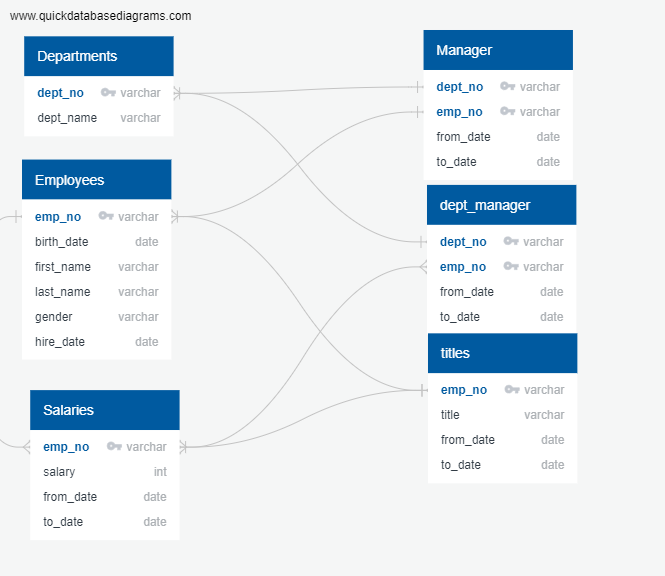 www.quickdatabasediagrams.com
Departments
dept_no varchar
dept_name varchar
Employees
emp_no varchar
birth_date date
first_name varchar
last_name varchar
gender varchar
hire_date date
Salaries
emp_no varchar
salary int
from_date date
to_date date
Manager
dept_no varchar
emp_no varchar
from_date date
to_date date
dept_manager
dept_no varchar
emp_no varchar
from_date date
to_date date
titles
emp_no varchar
title varchar
from_date date
to_date date